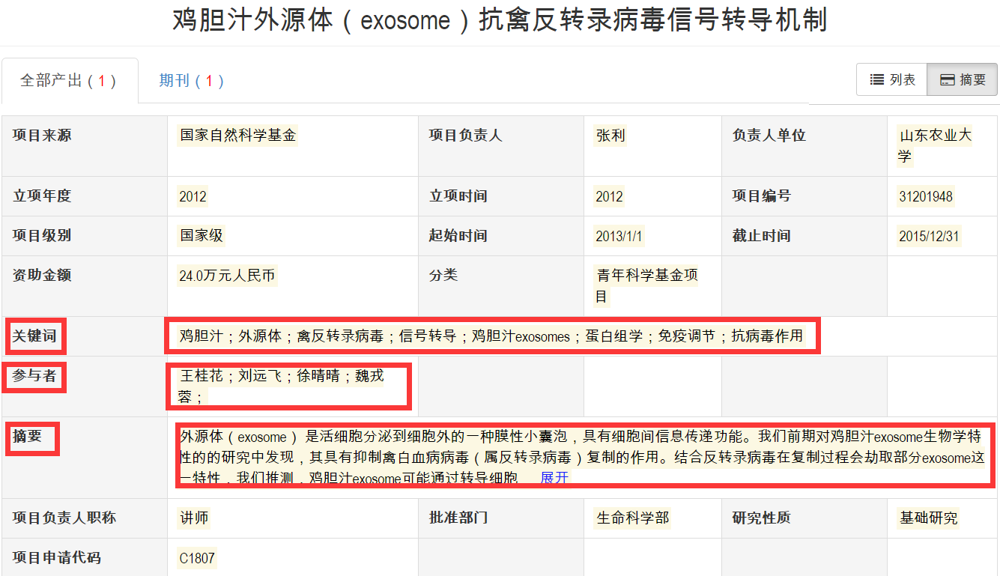 鸡胆汁外源体（exosome）抗禽反转录病毒信号转导机制
全部产出（1）
期刊（1）
列表
摘要
项目来源
国家自然科学基金
项目负责人
张利
负责人单位
山东农业大
学
立项年度
2012
立项时间
2012
项目编号
31201948
项目级别
国家级
起始时间
2013/1/1
截止时间
2015/12/31
资助金额
24.0万元人民币
分类
青年科学基金项
目
关键词
鸡胆汁；外源体；禽反转录病毒；信号转导；鸡胆汁exosomes；蛋白组学；免疫调节；抗病毒作用
参与者
王桂花；刘远飞；徐晴晴；魏戎
蓉；
摘要
外源体（exosome） 是活细胞分泌到细胞外的一种膜性小囊泡，具有细胞间信息传递功能。我们前期对鸡胆汁exosome生物学特
性的的研究中发现，其具有抑制禽白血病病毒（属反转录病毒）复制的作用。结合反转录病毒在复制过程会劫取部分exosome这
一特性，我们推测，鸡胆汁exosome可能通过转导细胞
展开
项目负责人职称
讲师
批准部门
生命科学部
研究性质
基础研究
项目申请代码
C1807